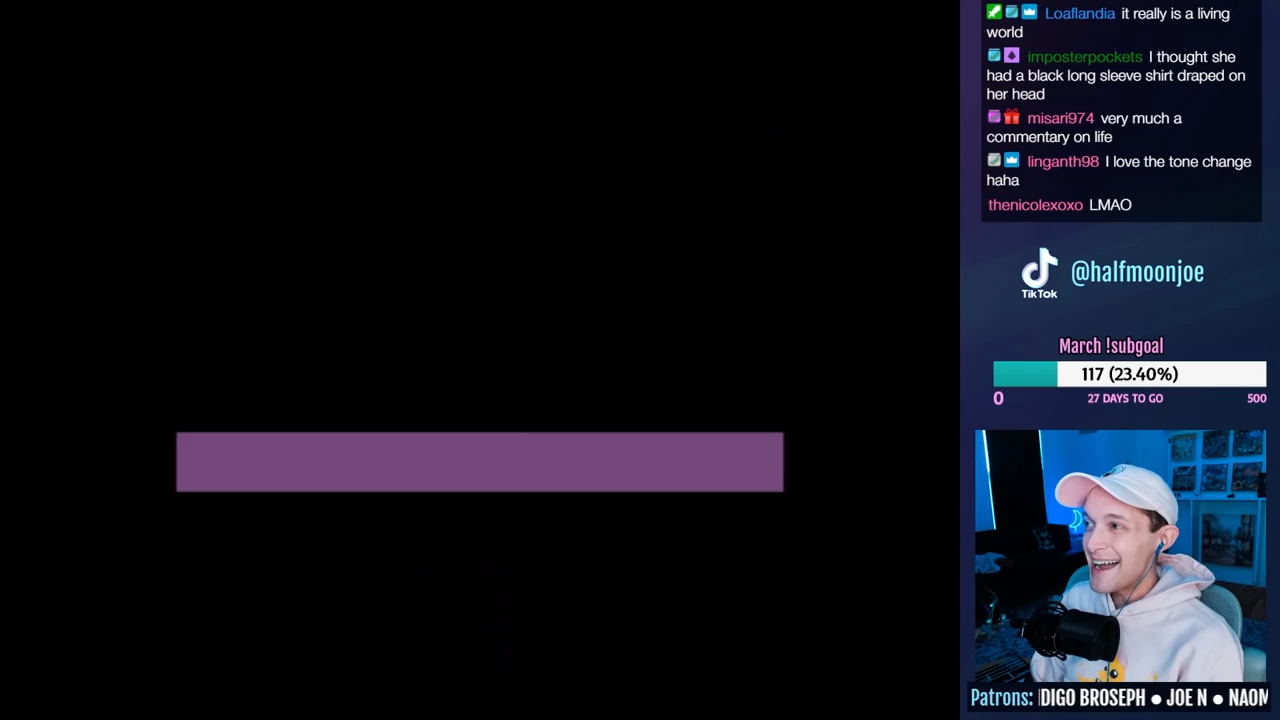 Loaflandia it really is a living
world
imposterpockets I thought she
had a black long sleeve shirt draped on
her head
misari974 very much a
commentary on life
linganth98 I love the tone change
haha
thenicolexoxo LMAO
TikTok
@halfmoonjoe
March !subgoal
117 (23.40%)
0 27 DAYS TO GO 500
Patrons: DIGO BROSEPH ● JOE N ● NAOM